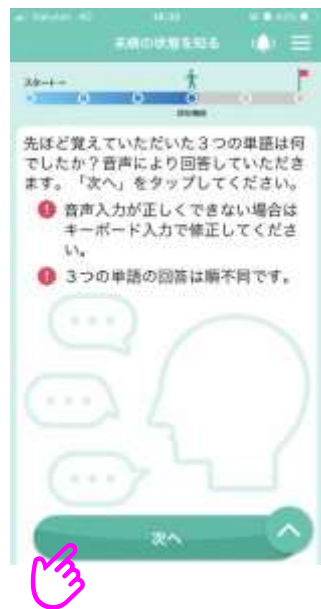 未病の状態を知る
スタート
先ほど覚えていただいた３つの単語は何
でしたか？音声により回答していただき
ます。「次へ」をタップしてください。
音声入力が正しくできない場合は
キーボード入力で修正してくださ
い。
３つの単語の回答は順不同です。
次へ